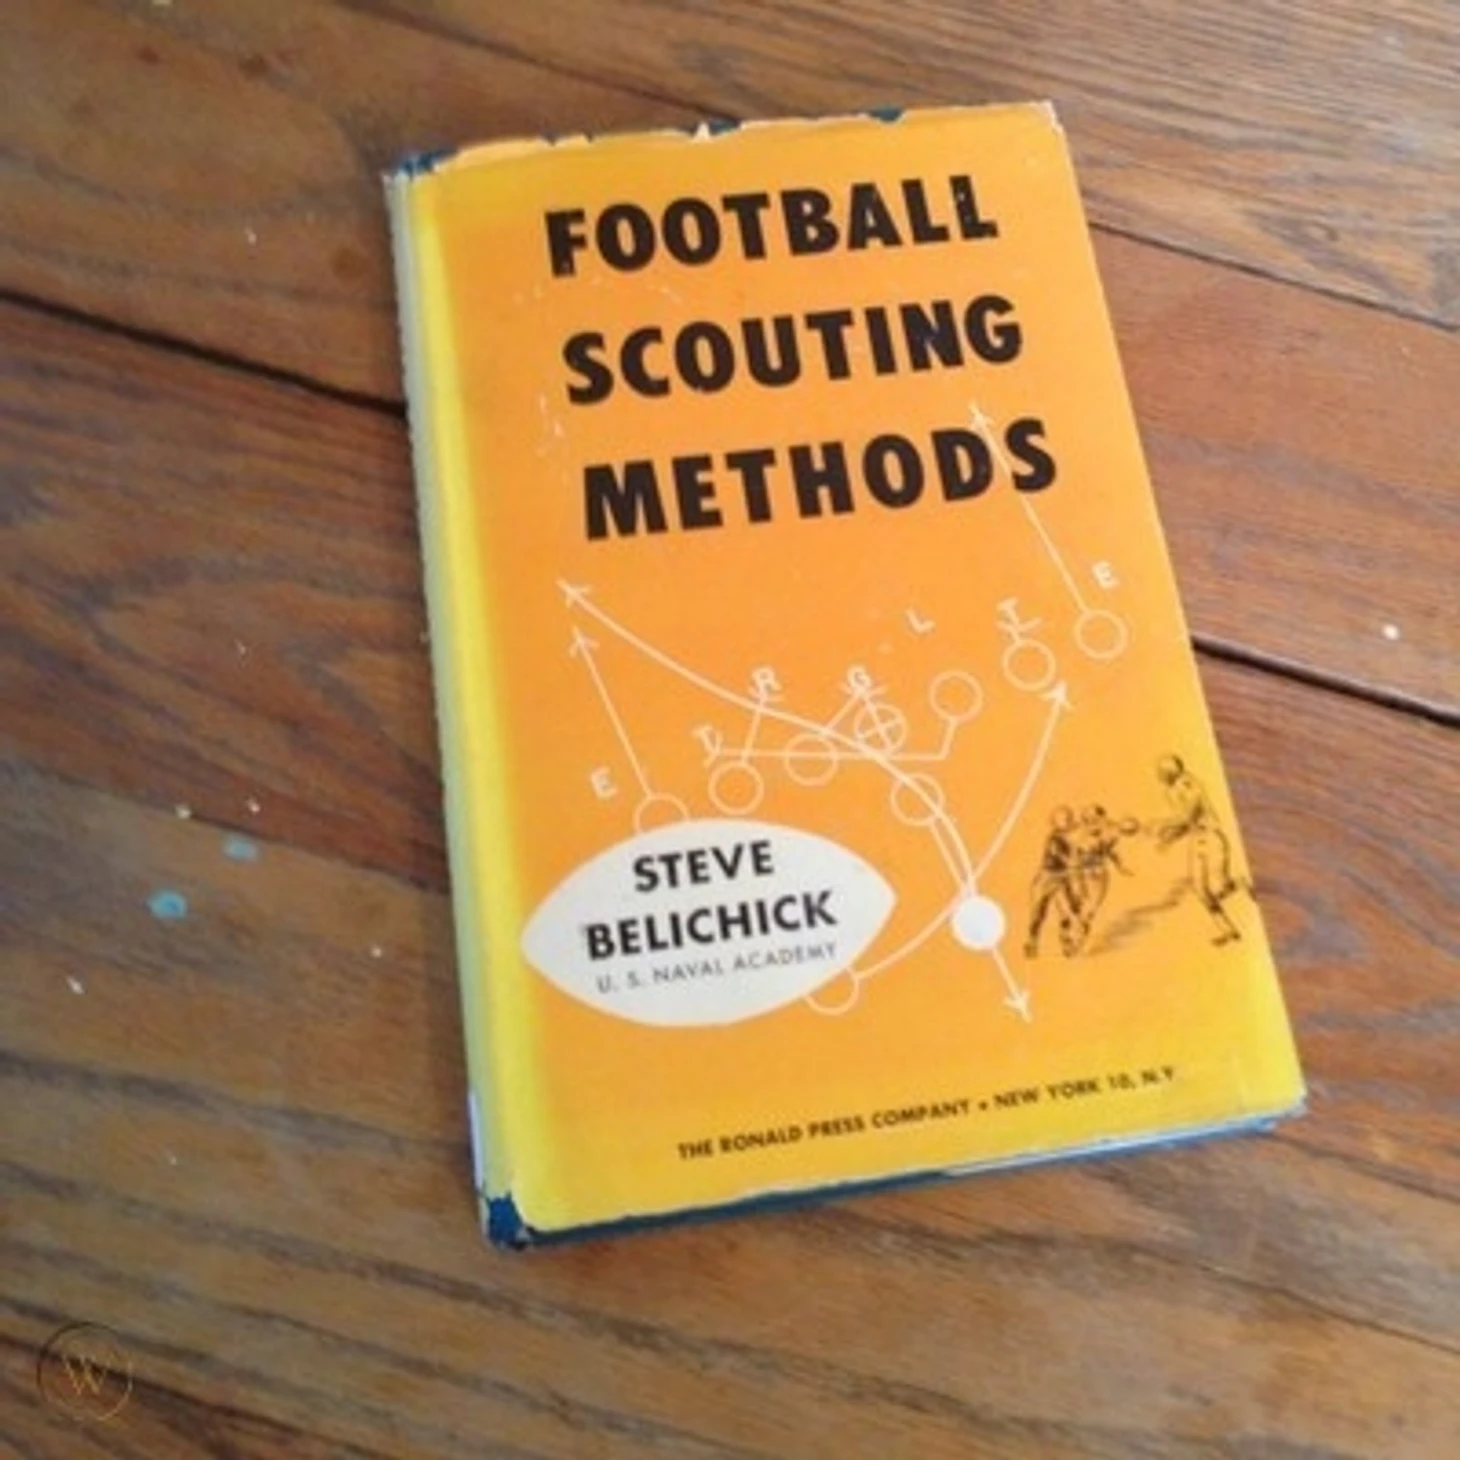 FOOTBALL
SCOUTING
METHODS
E
T
L
G
R
T
E
STEVE
BELICHICK
U. S. NAVAL ACADEMY
THE RONALD PRESS COMPANY • NEW YORK 10, N.Y.
W